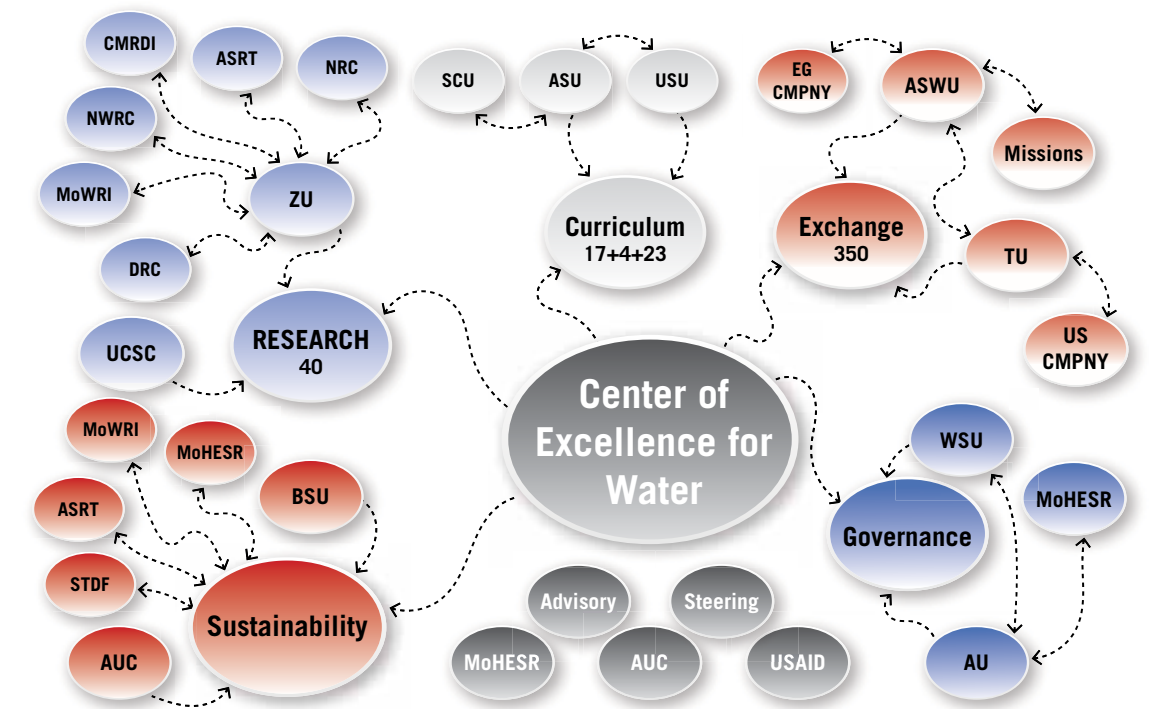 CMRDI
ASRT
NRC
NWRC
MoWRI
ZU
DRC
UCSC
RESEARCH
40
SCU
ASU
USU
Curriculum
17+4+23
EG
CMPNY
ASWU
Missions
Exchange
350
TU
US
CMPNY
Center of
Excellence for
Water
WSU
MoHESR
Governance
AU
MoWRI
MoHESR
BSU
ASRT
STDF
Sustainability
AUC
Advisory
Steering
MoHESR
AUC
USAID